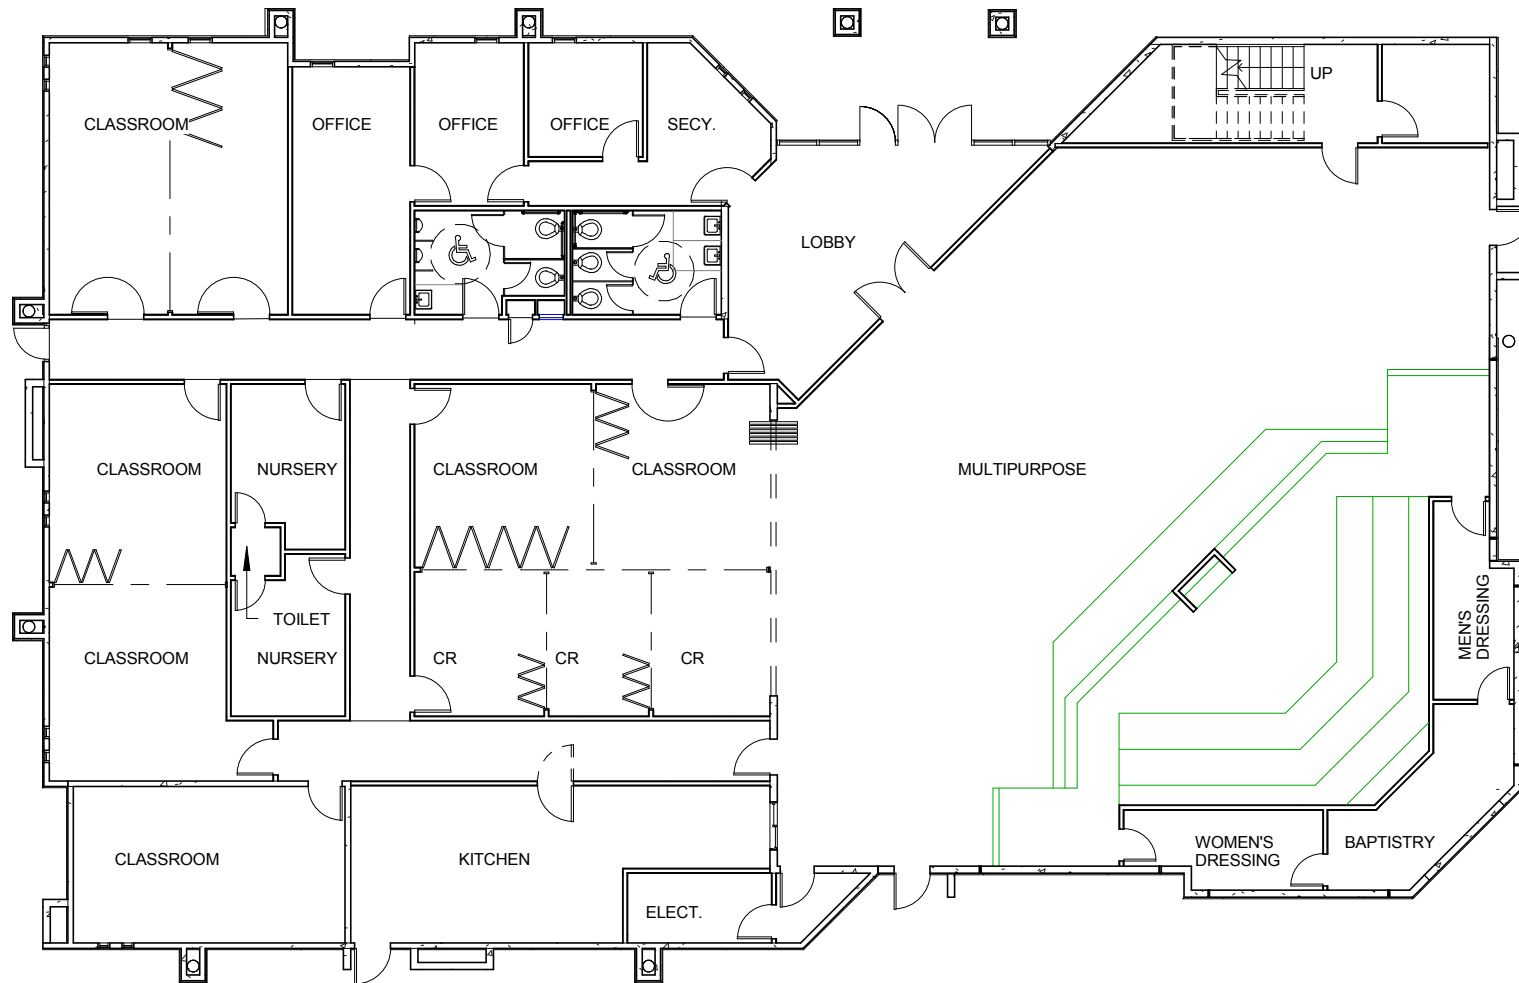 UP
CLASSROOM
OFFICE
OFFICE
OFFICE
SECY.
LOBBY
CLASSROOM
NURSERY
CLASSROOM
CLASSROOM
MULTIPURPOSE
TOILET
MEN'S
DRESSING
CLASSROOM
NURSERY
CR
CR
CR
CLASSROOM
KITCHEN
WOMEN'S
DRESSING
BAPTISTRY
ELECT.